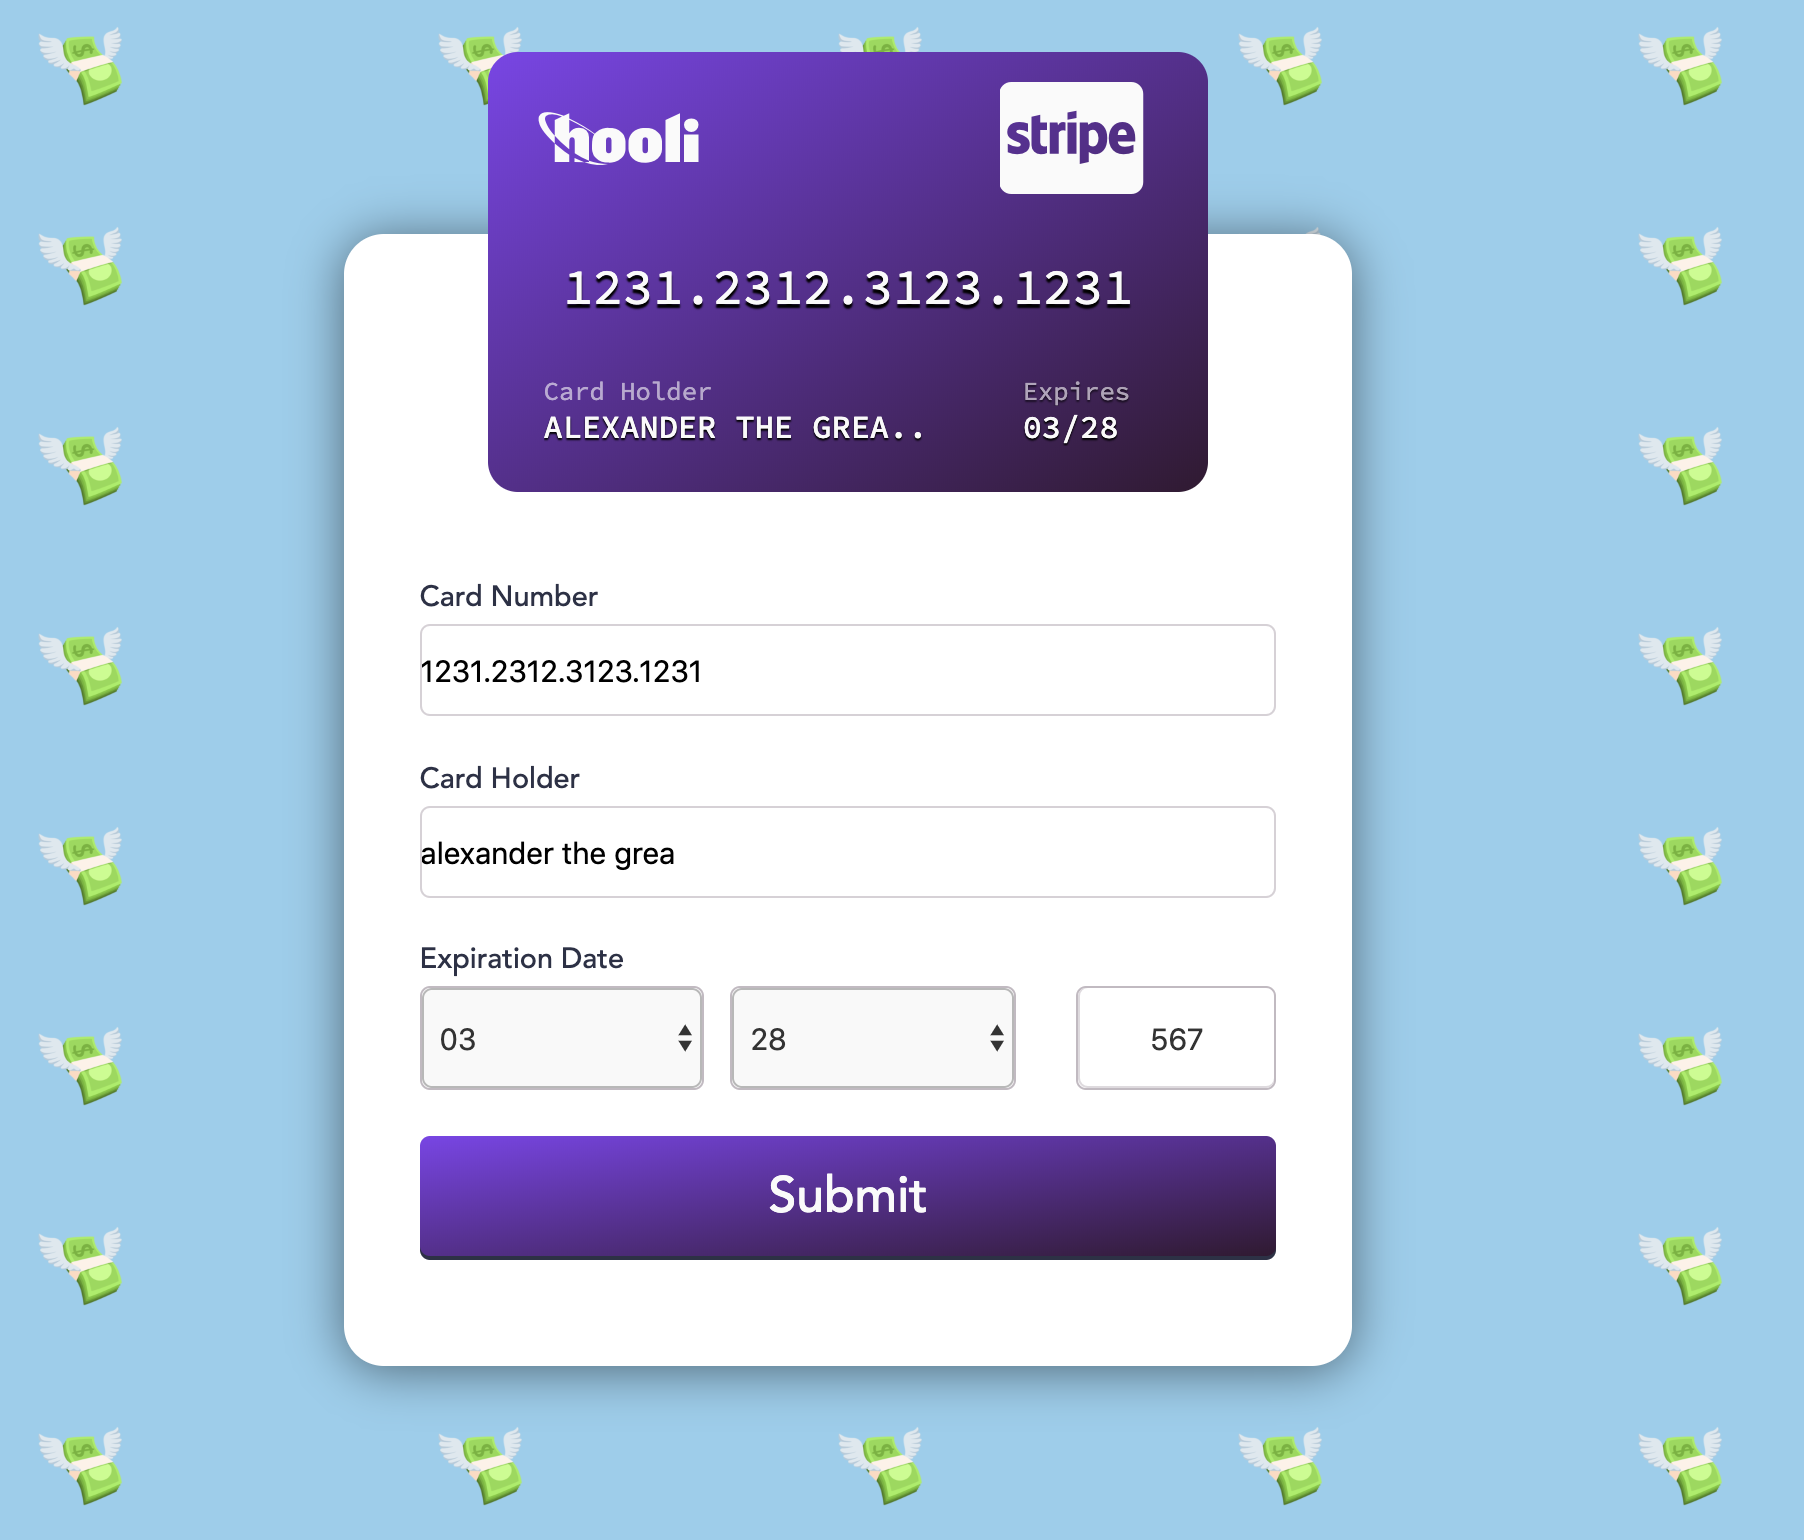 hooli
stripe
1231.2312.3123.1231
Card Holder
ALEXANDER THE GREA..
Expires
03/28
Card Number
1231.2312.3123.1231
Card Holder
alexander the grea
Expiration Date
03
28
567
Submit